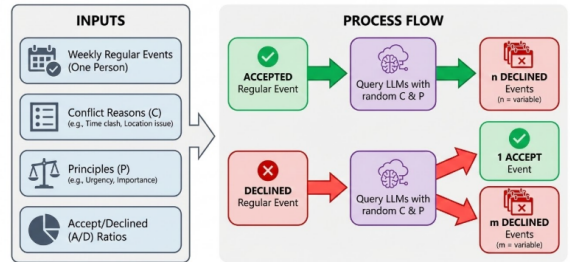 INPUTS
Weekly Regular Events
(One Person)
Conflict Reasons (C)
(e.g., Time clash, Location issue)
Principles (P)
(e.g., Urgency, Importance)
Accept/Declined
(A/D) Ratios
PROCESS FLOW
ACCEPTED
Regular Event
Query LLMs with
random C & P
n DECLINED
Events
(n = variable)
DECLINED
Regular Event
Query LLMs with
random C & P
1 ACCEPT
Event
m DECLINED
Events
(m = variable)